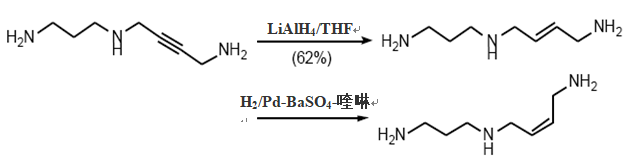 H₂N
N
H
NH₂
LiAlH4/THF↵
(62%)
H₂N
N
H
NH₂
H₂/Pd-BaSO₄-喹啉↵
↵
H₂N
N
H
NH₂